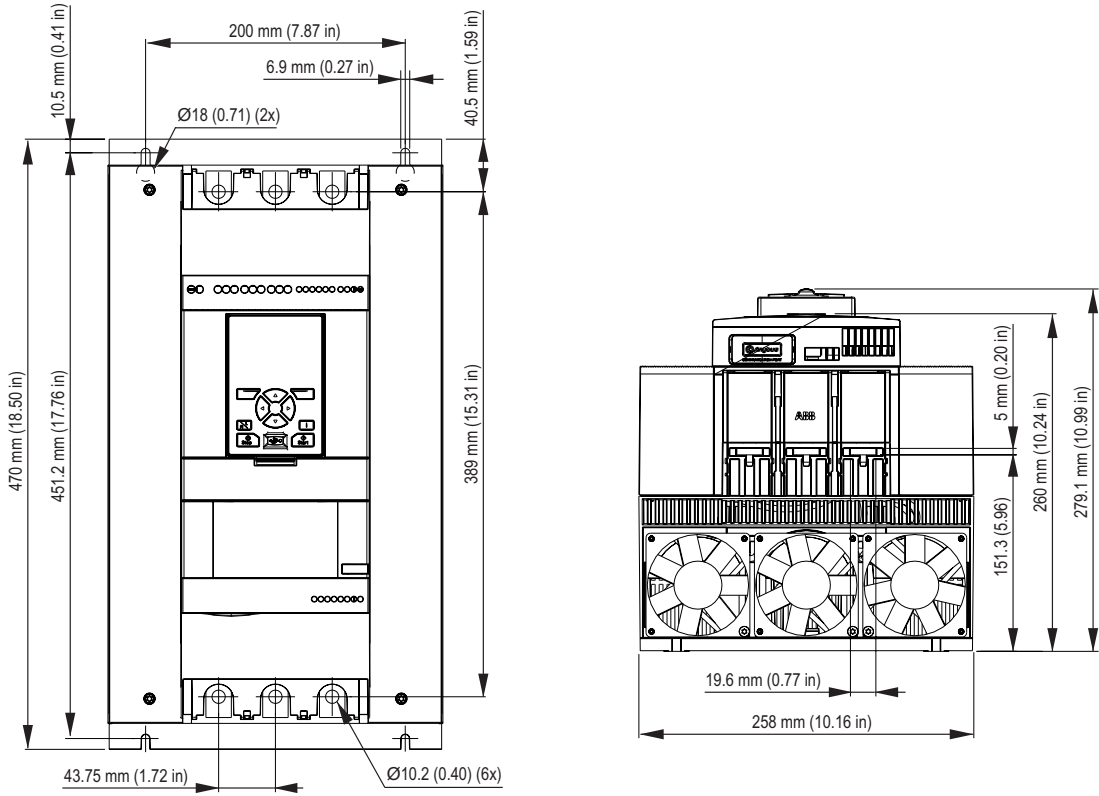 200 mm (7.87 in)
6.9 mm (0.27 in)
10.5 mm (0.41 in)
40.5 mm (1.59 in)
Ø18 (0.71) (2x)
470 mm (18.50 in)
451.2 mm (17.76 in)
389 mm (15.31 in)
Stop
Start
43.75 mm (1.72 in)
Ø10.2 (0.40) (6x)
ABB
5 mm (0.20 in)
151.3 (5.96)
260 mm (10.24 in)
279.1 mm (10.99 in)
19.6 mm (0.77 in)
258 mm (10.16 in)